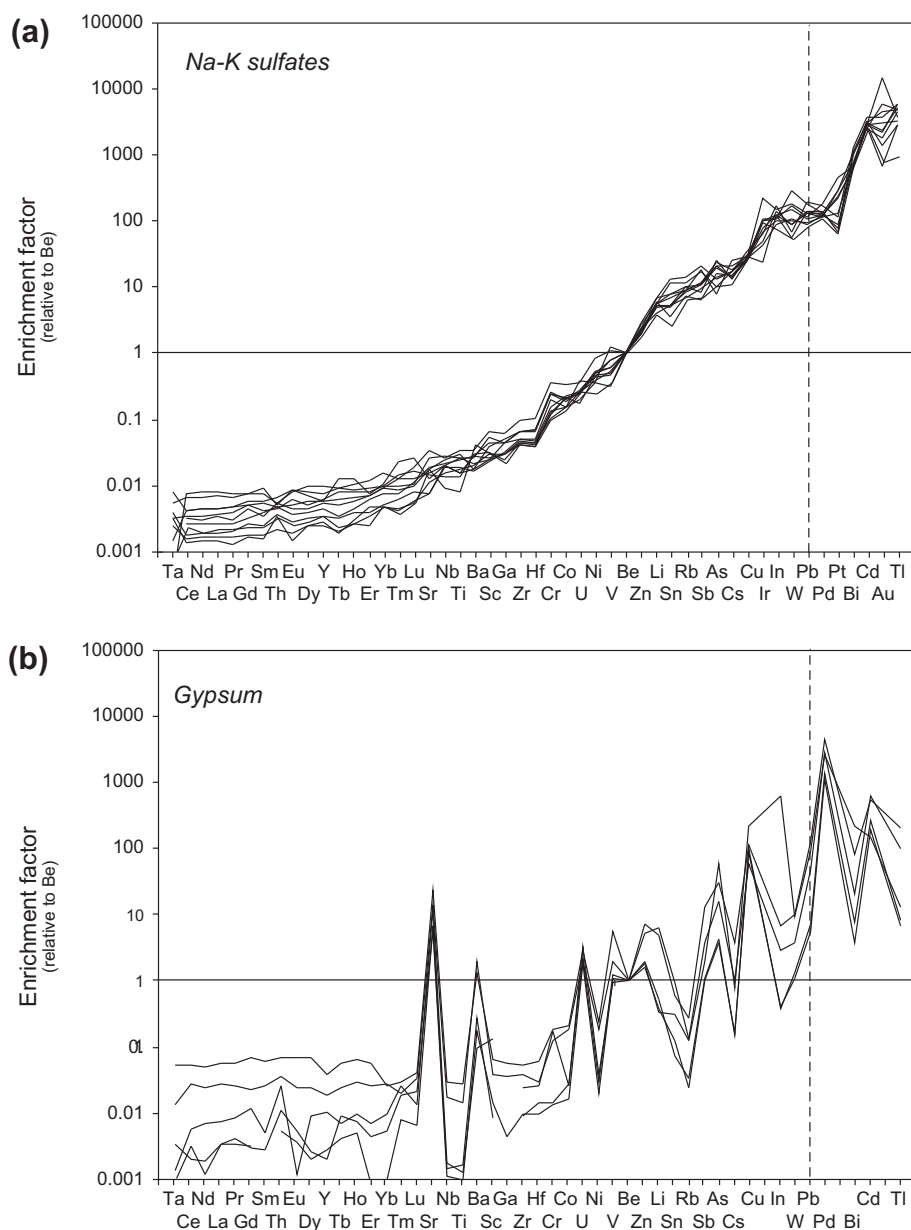 (a)
Na-K sulfates
100000
10000
1000
100
10
1
0.1
0.01
0.001
Enrichment factor
(relative to Be)
Ta Nd Pr Sm Eu Y Ho Yb Lu Nb Ba Ga Hf Co Ni Be Li Rb As Cu In Pb Pt Cd Tl
Ce La Gd Th Dy Tb Er Tm Sr Ti Sc Zr Cr U V Zn Sn Sb Cs Ir W Pd Bi Au
(b)
Gypsum
100000
10000
1000
100
10
1
0.1
0.01
0.001
Enrichment factor
(relative to Be)
Ta Nd Pr Sm Eu Y Ho Yb Lu Nb Ba Ga Hf Co Ni Be Li Rb As Cu In Pb Cd Tl
Ce La Gd Th Dy Tb Er Tm Sr Ti Sc Zr Cr U V Zn Sn Sb Cs Ir W Pd Bi Au